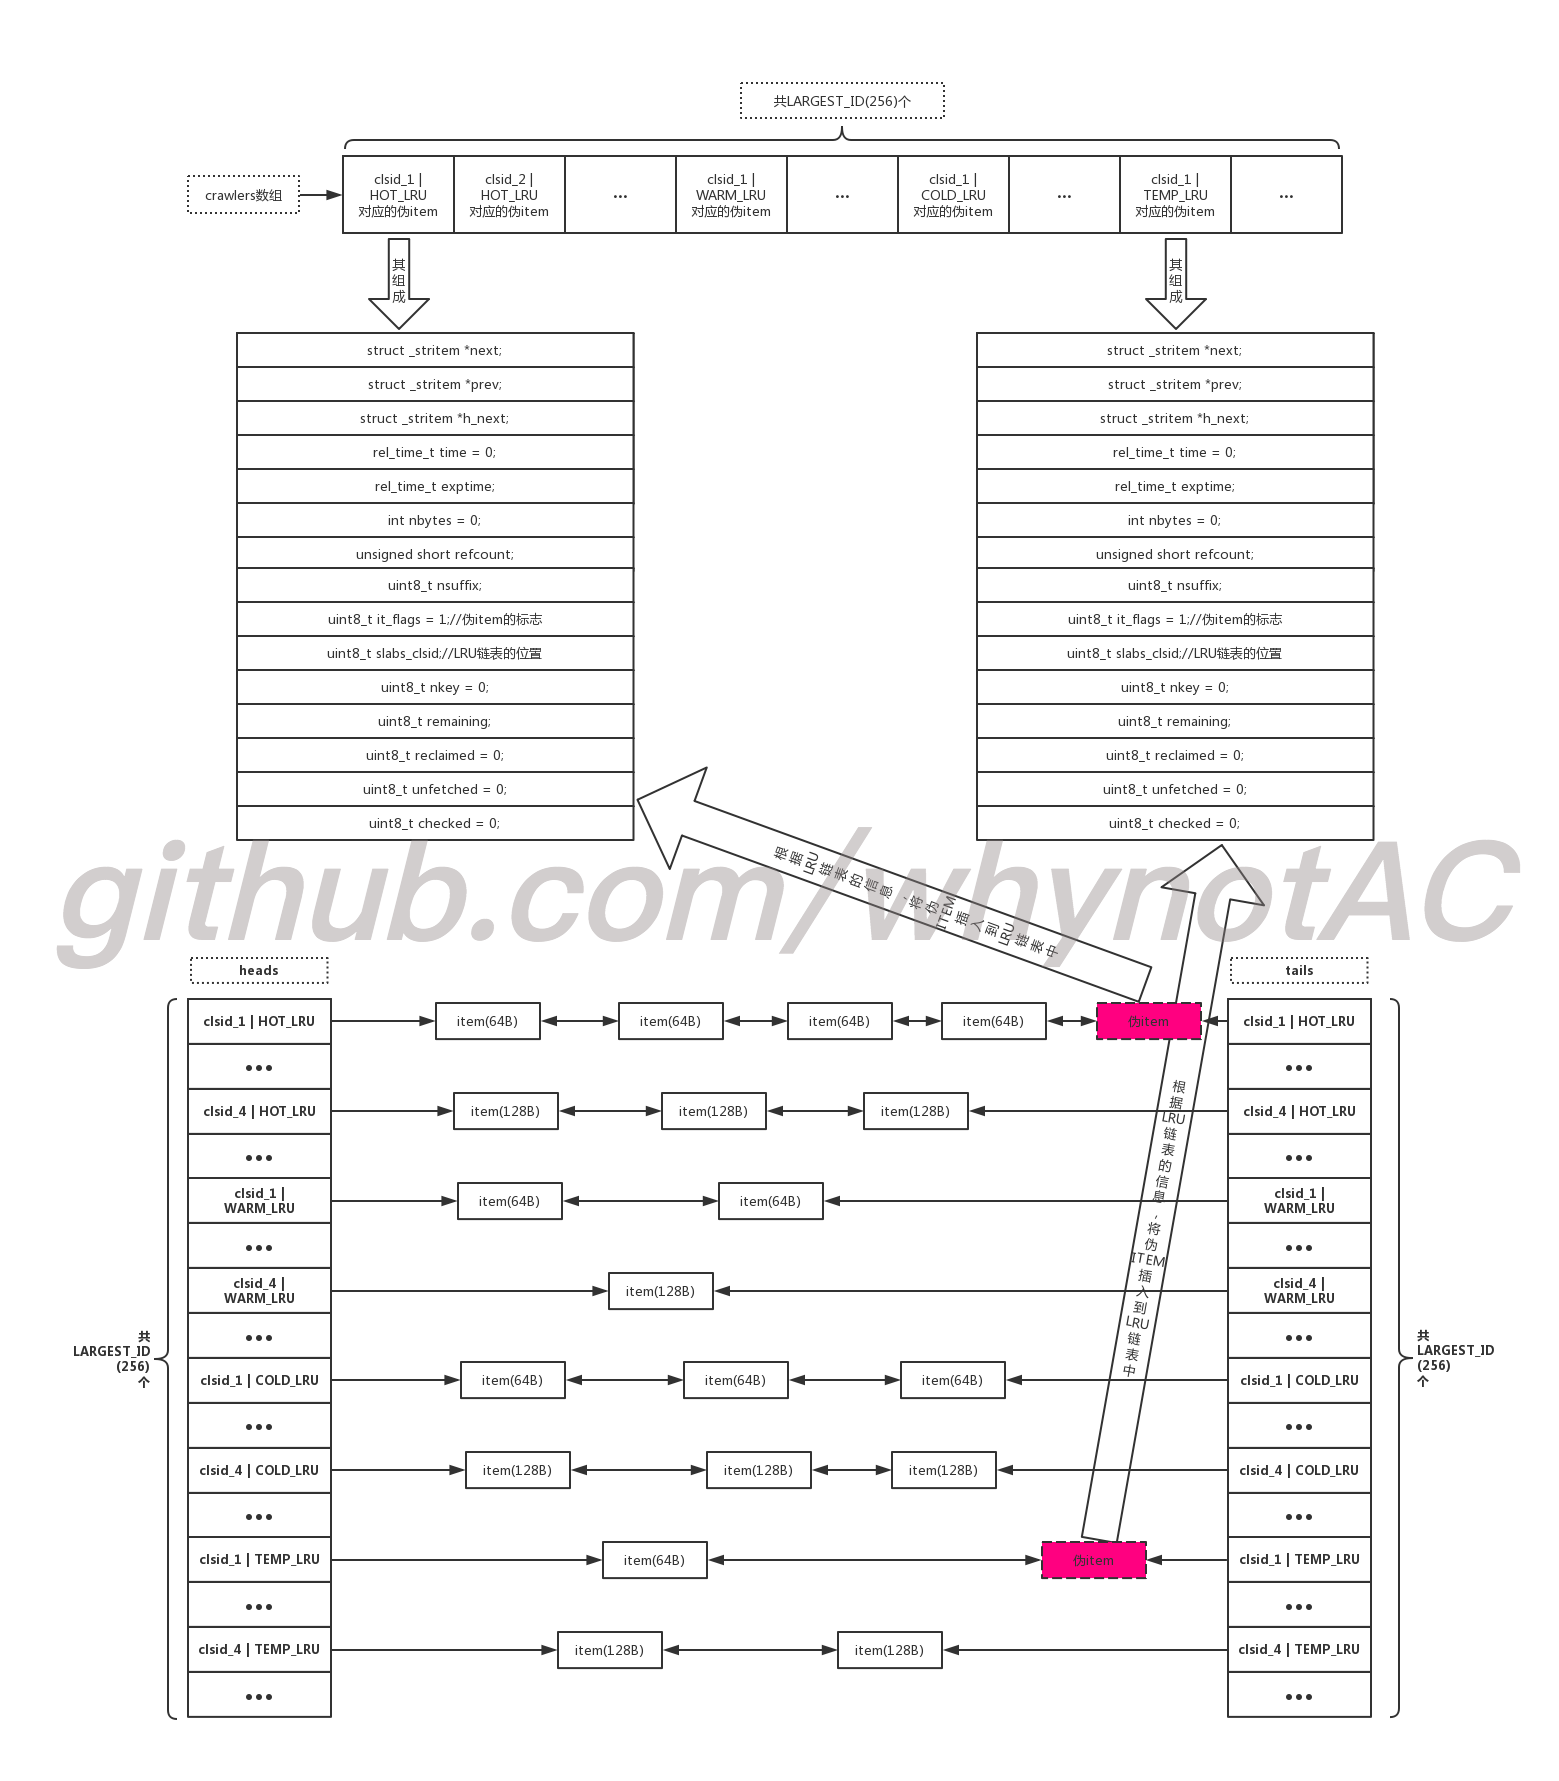 共LARGEST_ID(256)个
crawlers数组
clsid_1 |
HOT_LRU
对应的伪item
clsid_2 |
HOT_LRU
对应的伪item
...
clsid_1 |
WARM_LRU
对应的伪item
...
clsid_1 |
COLD_LRU
对应的伪item
...
clsid_1 |
TEMP_LRU
对应的伪item
...
其
组
成
其
组
成
struct _stritem *next;
struct _stritem *prev;
struct _stritem *h_next;
rel_time_t time = 0;
rel_time_t exptime;
int nbytes = 0;
unsigned short refcount;
uint8_t nsuffix;
uint8_t it_flags = 1;//伪item的标志
uint8_t slabs_clsid;//LRU链表的位置
uint8_t nkey = 0;
uint8_t remaining;
uint8_t reclaimed = 0;
uint8_t unfetched = 0;
uint8_t checked = 0;
struct _stritem *next;
struct _stritem *prev;
struct _stritem *h_next;
rel_time_t time = 0;
rel_time_t exptime;
int nbytes = 0;
unsigned short refcount;
uint8_t nsuffix;
uint8_t it_flags = 1;//伪item的标志
uint8_t slabs_clsid;//LRU链表的位置
uint8_t nkey = 0;
uint8_t remaining;
uint8_t reclaimed = 0;
uint8_t unfetched = 0;
uint8_t checked = 0;
根据LRU链表的信息，将伪ITEM插入到LRU链表中
github.com/whynotAC
heads
tails
clsid_1 | HOT_LRU
item(64B)
item(64B)
item(64B)
item(64B)
伪item
clsid_1 | HOT_LRU
●●●
●●●
clsid_4 | HOT_LRU
item(128B)
item(128B)
item(128B)
clsid_4 | HOT_LRU
根据LRU链表的信息，将伪ITEM插入到LRU链表中
●●●
●●●
clsid_1 |
WARM_LRU
item(64B)
item(64B)
clsid_1 |
WARM_LRU
●●●
●●●
clsid_4 |
WARM_LRU
item(128B)
clsid_4 |
WARM_LRU
●●●
●●●
共
LARGEST_ID
(256)
个
共
LARGEST_ID
(256)
个
clsid_1 | COLD_LRU
item(64B)
item(64B)
item(64B)
clsid_1 | COLD_LRU
●●●
●●●
clsid_4 | COLD_LRU
item(128B)
item(128B)
item(128B)
clsid_4 | COLD_LRU
●●●
●●●
clsid_1 | TEMP_LRU
item(64B)
伪item
clsid_1 | TEMP_LRU
●●●
●●●
clsid_4 | TEMP_LRU
item(128B)
item(128B)
clsid_4 | TEMP_LRU
●●●
●●●